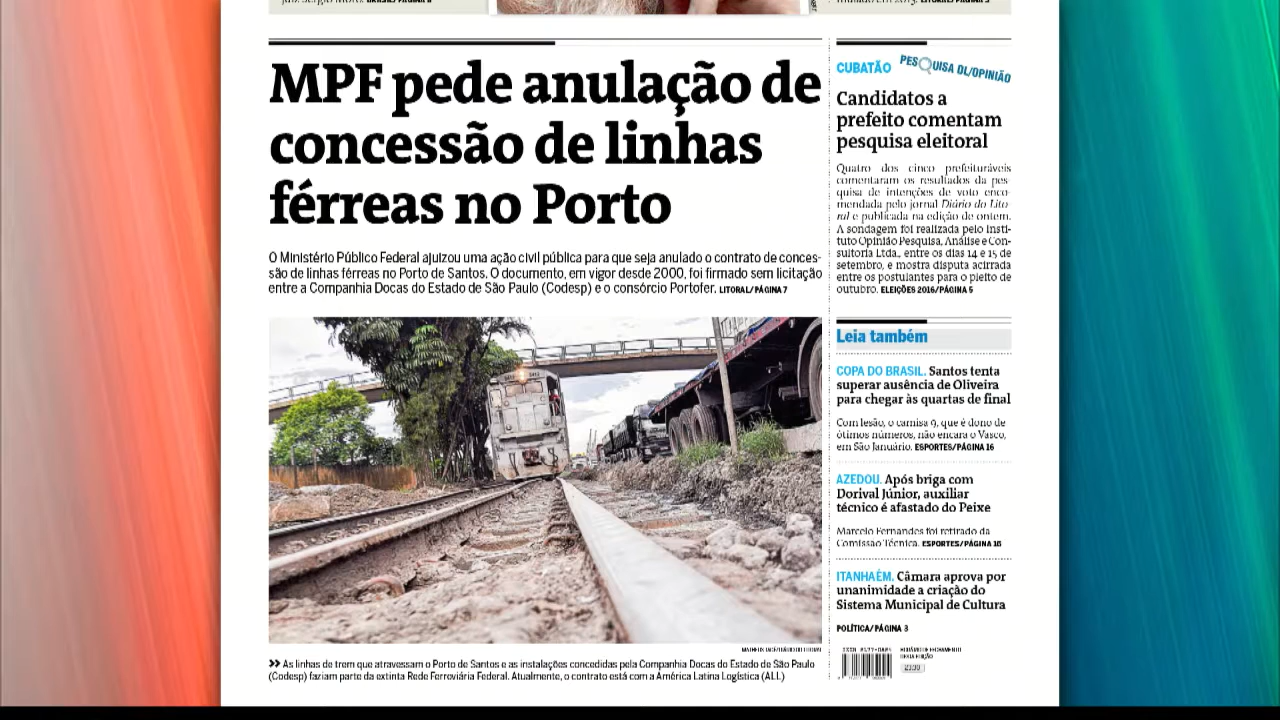 MPF pede anulação de
concessão de linhas
férreas no Porto
O Ministério Público Federal ajuizou uma ação civil pública para que seja anulado o contrato de conces-
são de linhas férreas no Porto de Santos. O documento, em vigor desde 2000, foi firmado sem licitação
entre a Companhia Docas do Estado de São Paulo (Codesp) e o consórcio Portofer. LITORAL/PÁGINA 7
>> As linhas de trem que atravessam o Porto de Santos e as instalações concedidas pela Companhia Docas do Estado de São Paulo
(Codesp) faziam parte da extinta Rede Ferroviária Federal. Atualmente, o contrato está com a América Latina Logística (ALL)
CUBATÃO PESQUISA DL/OPINIÃO
Candidatos a
prefeito comentam
pesquisa eleitoral
Quatro dos cinco prefeituráveis
comentaram os resultados da pes-
quisa de intenções de voto enco-
mendada pelo jornal Diário do Lito-
ral e publicada na edição de ontem.
A sondagem foi realizada pelo Insti-
tuto Opinião Pesquisa, Análise e Con-
sultoria Ltda., entre os dias 14 e 15 de
setembro, e mostra disputa acirrada
entre os postulantes para o pleito de
outubro. ELEIÇÕES 2016/PÁGINA 5
Leia também
COPA DO BRASIL. Santos tenta
superar ausência de Oliveira
para chegar às quartas de final
Com lesão, o camisa 9, que é dono de
ótimos números, não encara o Vasco,
em São Januário. ESPORTES/PÁGINA 16
AZEDOU. Após briga com
Dorival Júnior, auxiliar
técnico é afastado do Peixe
Marcelo Fernandes foi retirado da
Comissão Técnica. ESPORTES/PÁGINA 16
ITANHAÉM. Câmara aprova por
unanimidade a criação do
Sistema Municipal de Cultura
POLÍTICA/PÁGINA 3